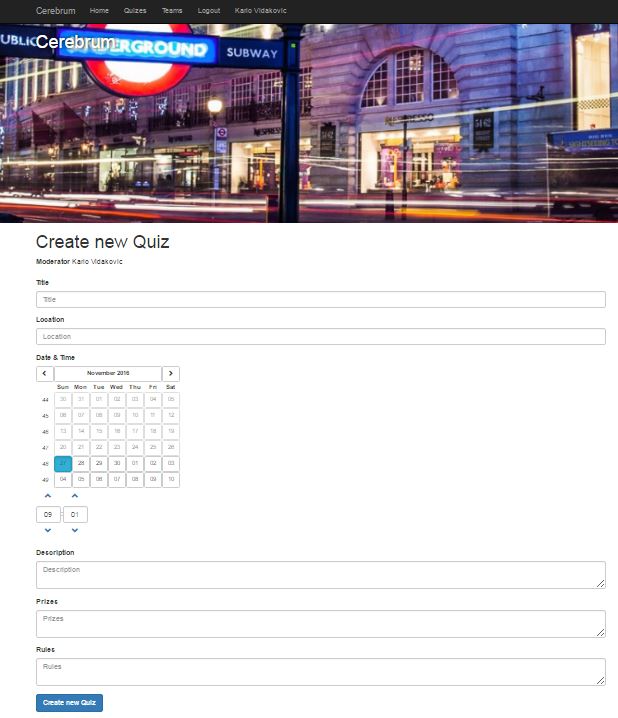 Cerebrum Home Quizes Teams Logout Karlo Vidakovic
Cerebrum
UNDERGROUND
SUBWAY
Create new Quiz
Moderator Karlo Vidakovic
Title
Title
Location
Location
Date & Time
November 2016
Sun Mon Tue Wed Thu Fri Sat
44 30 31 01 02 03 04 05
45 06 07 08 09 10 11 12
46 13 14 15 16 17 18 19
47 20 21 22 23 24 25 26
48 27 28 29 30 01 02 03
49 04 05 06 07 08 09 10
09 : 01
Description
Description
Prizes
Prizes
Rules
Rules
Create new Quiz